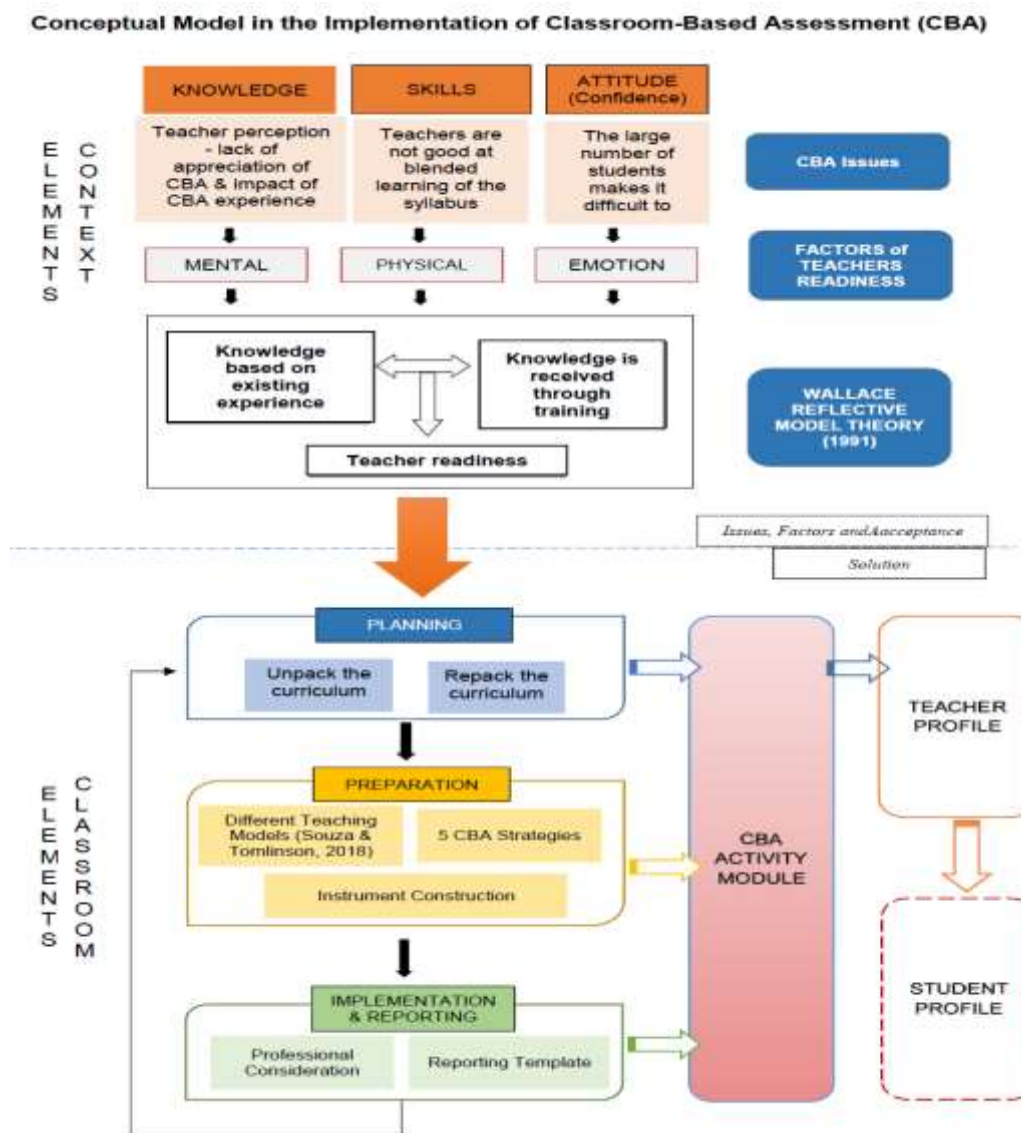 Conceptual Model in the Implementation of Classroom-Based Assessment (CBA)
KNOWLEDGE
SKILLS
ATTITUDE
(Confidence)
ELEMENTS
CONTEXT
Teacher perception
- lack of
appreciation of
CBA & impact of
CBA experience
Teachers are
not good at
blended
learning of the
syllabus
The large
number of
students
makes it
difficult to
CBA Issues
MENTAL
PHYSICAL
EMOTION
FACTORS of
TEACHERS
READINESS
Knowledge
based on
existing
experience
Knowledge is
received
through
training
Teacher readiness
WALLACE
REFLECTIVE
MODEL THEORY
(1991)
Issues, Factors andAacceptance
Solution
ELEMENTS
CLASSROOM
PLANNING
Unpack the
curriculum
Repack the
curriculum
PREPARATION
Different Teaching
Models (Souza &
Tomlinson, 2018)
5 CBA Strategies
Instrument Construction
IMPLEMENTATION
& REPORTING
Professional
Consideration
Reporting Template
CBA
ACTIVITY
MODULE
TEACHER
PROFILE
STUDENT
PROFILE